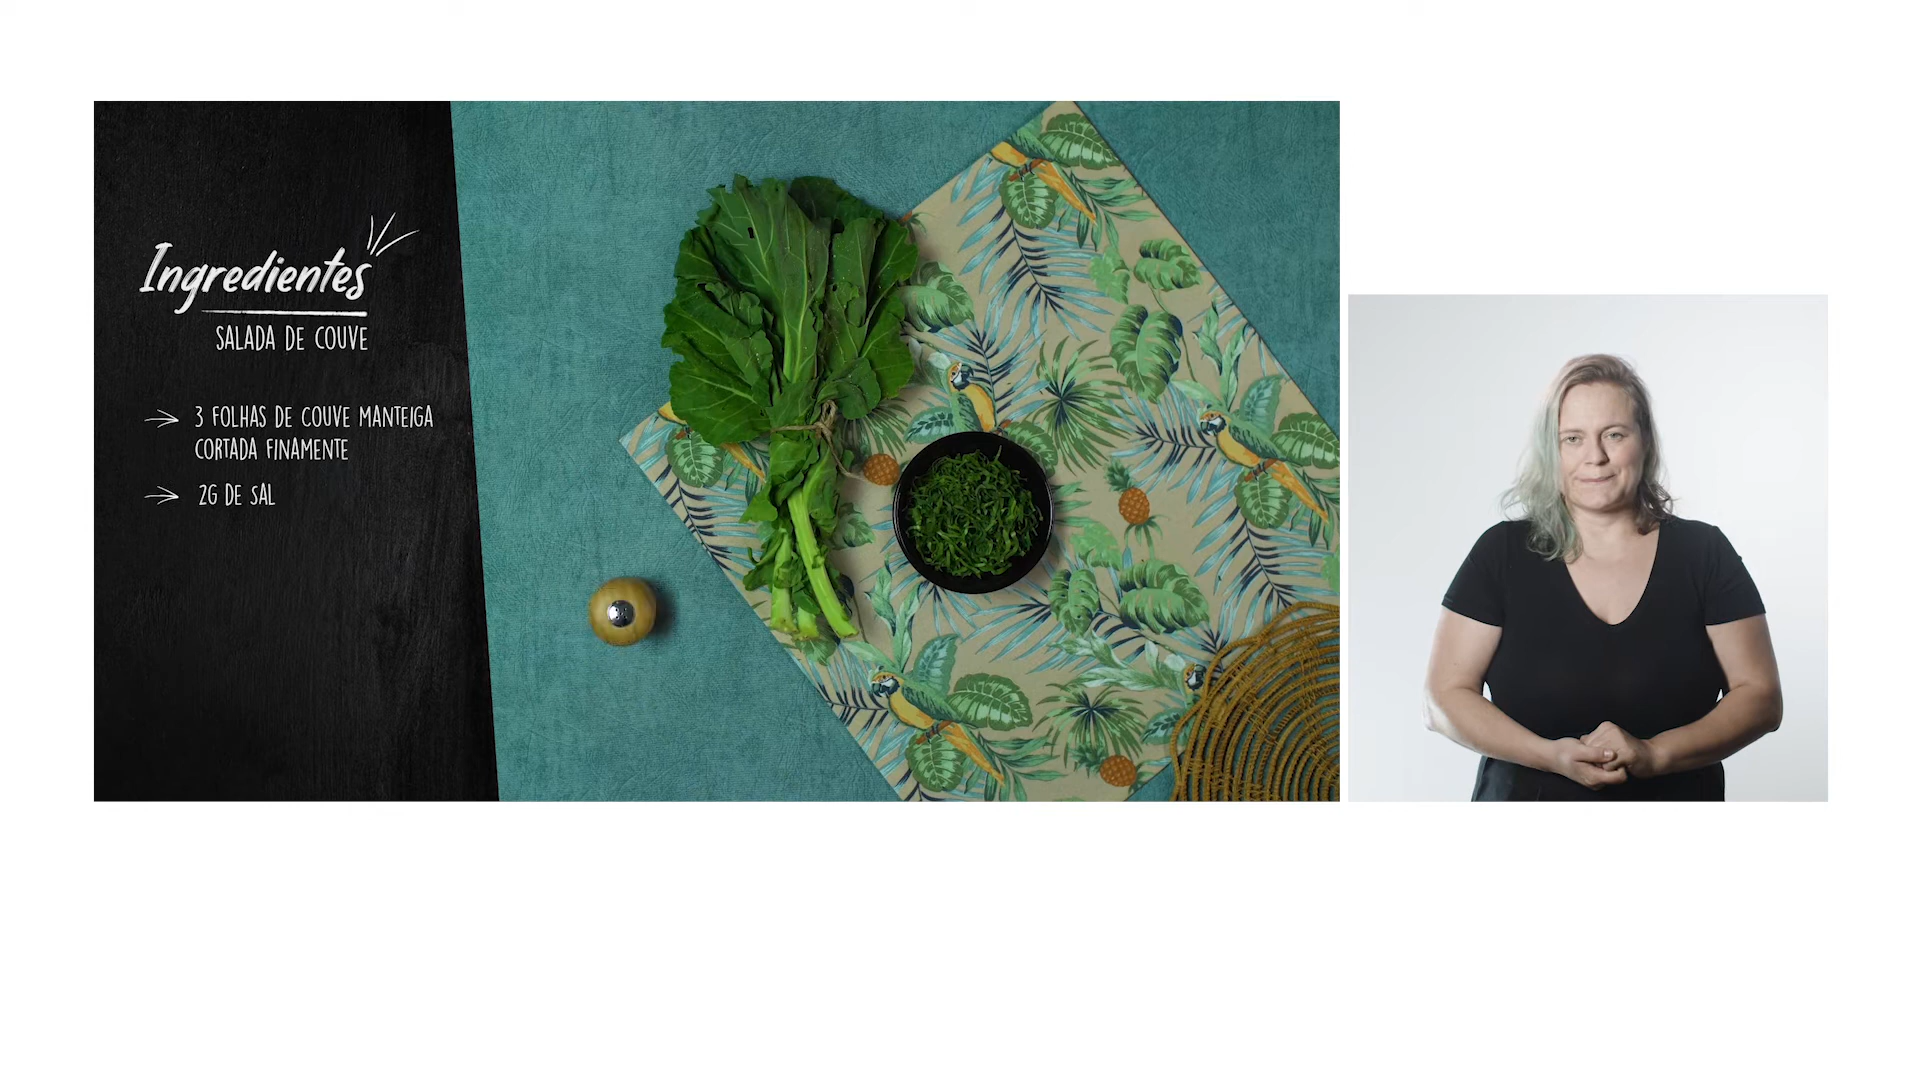 Ingredientes
SALADA DE COUVE
3 FOLHAS DE COUVE MANTEIGA
CORTADA FINAMENTE
2G DE SAL